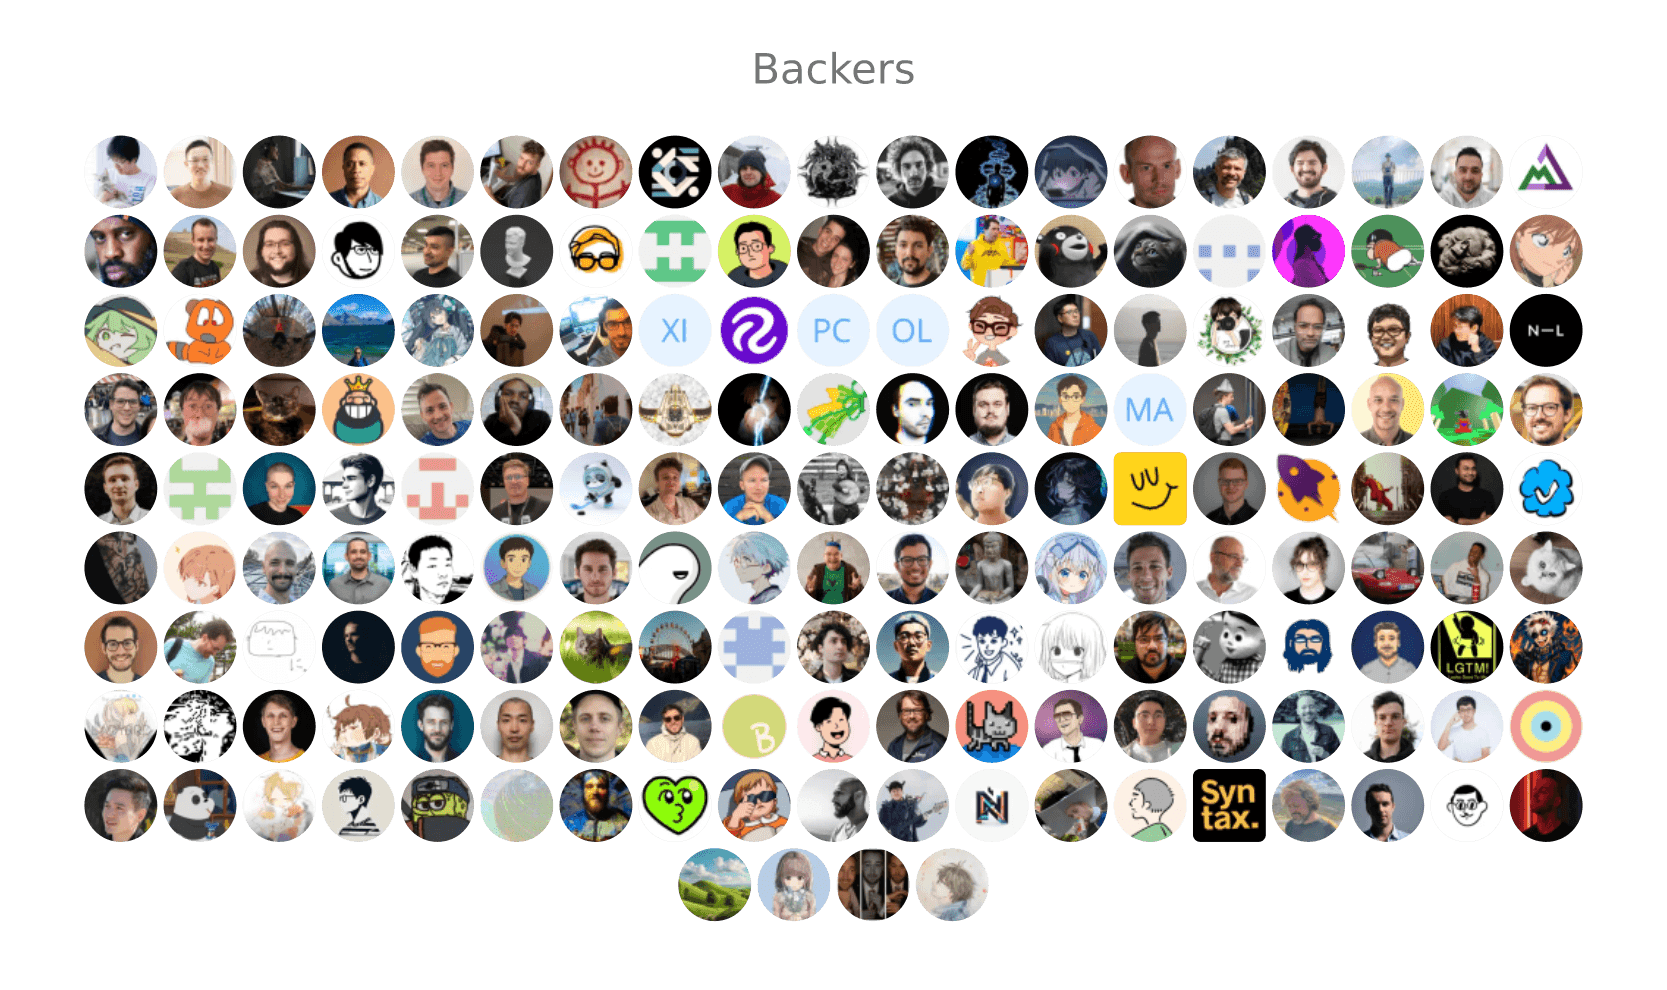 Backers
XI
PC
OL
N—L
MA
B
LGTM!
Syn
tax.